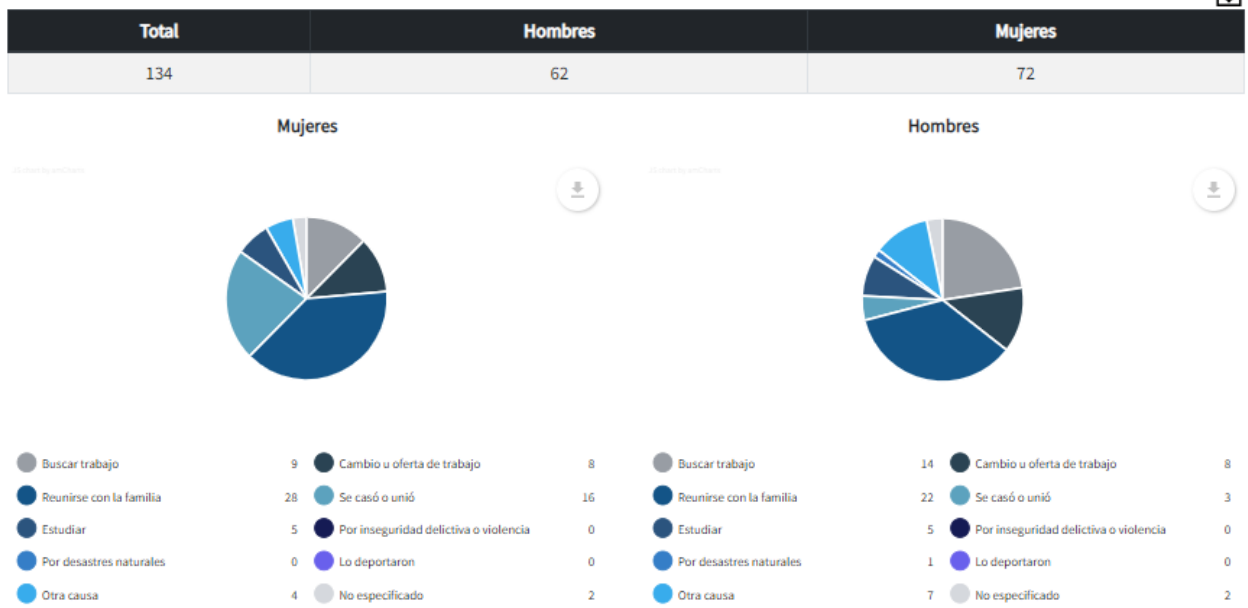 Total Hombres Mujeres
134 62 72
Mujeres Hombres
Buscar trabajo 9 Cambio u oferta de trabajo 8 Buscar trabajo 14 Cambio u oferta de trabajo 8
Reunirse con la familia 28 Se casó o unió 16 Reunirse con la familia 22 Se casó o unió 3
Estudiar 5 Por inseguridad delictiva o violencia 0 Estudiar 5 Por inseguridad delictiva o violencia 0
Por desastres naturales 0 Lo deportaron 0 Por desastres naturales 1 Lo deportaron 0
Otra causa 4 No especificado 2 Otra causa 7 No especificado 2